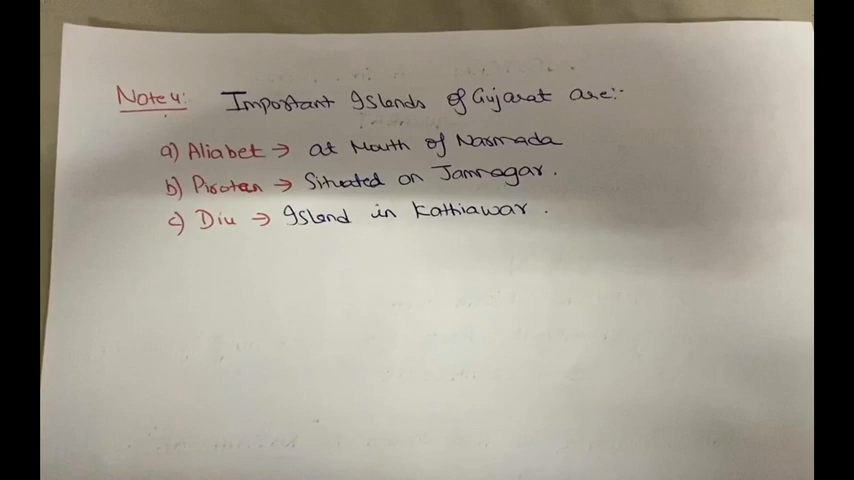 Note 4: Important Islands of Gujarat are:-
a) Aliabet → at Mouth of Narmada
b) Pirotan → Situated on Jamnagar.
c) Diu → Island in Kathiawar.